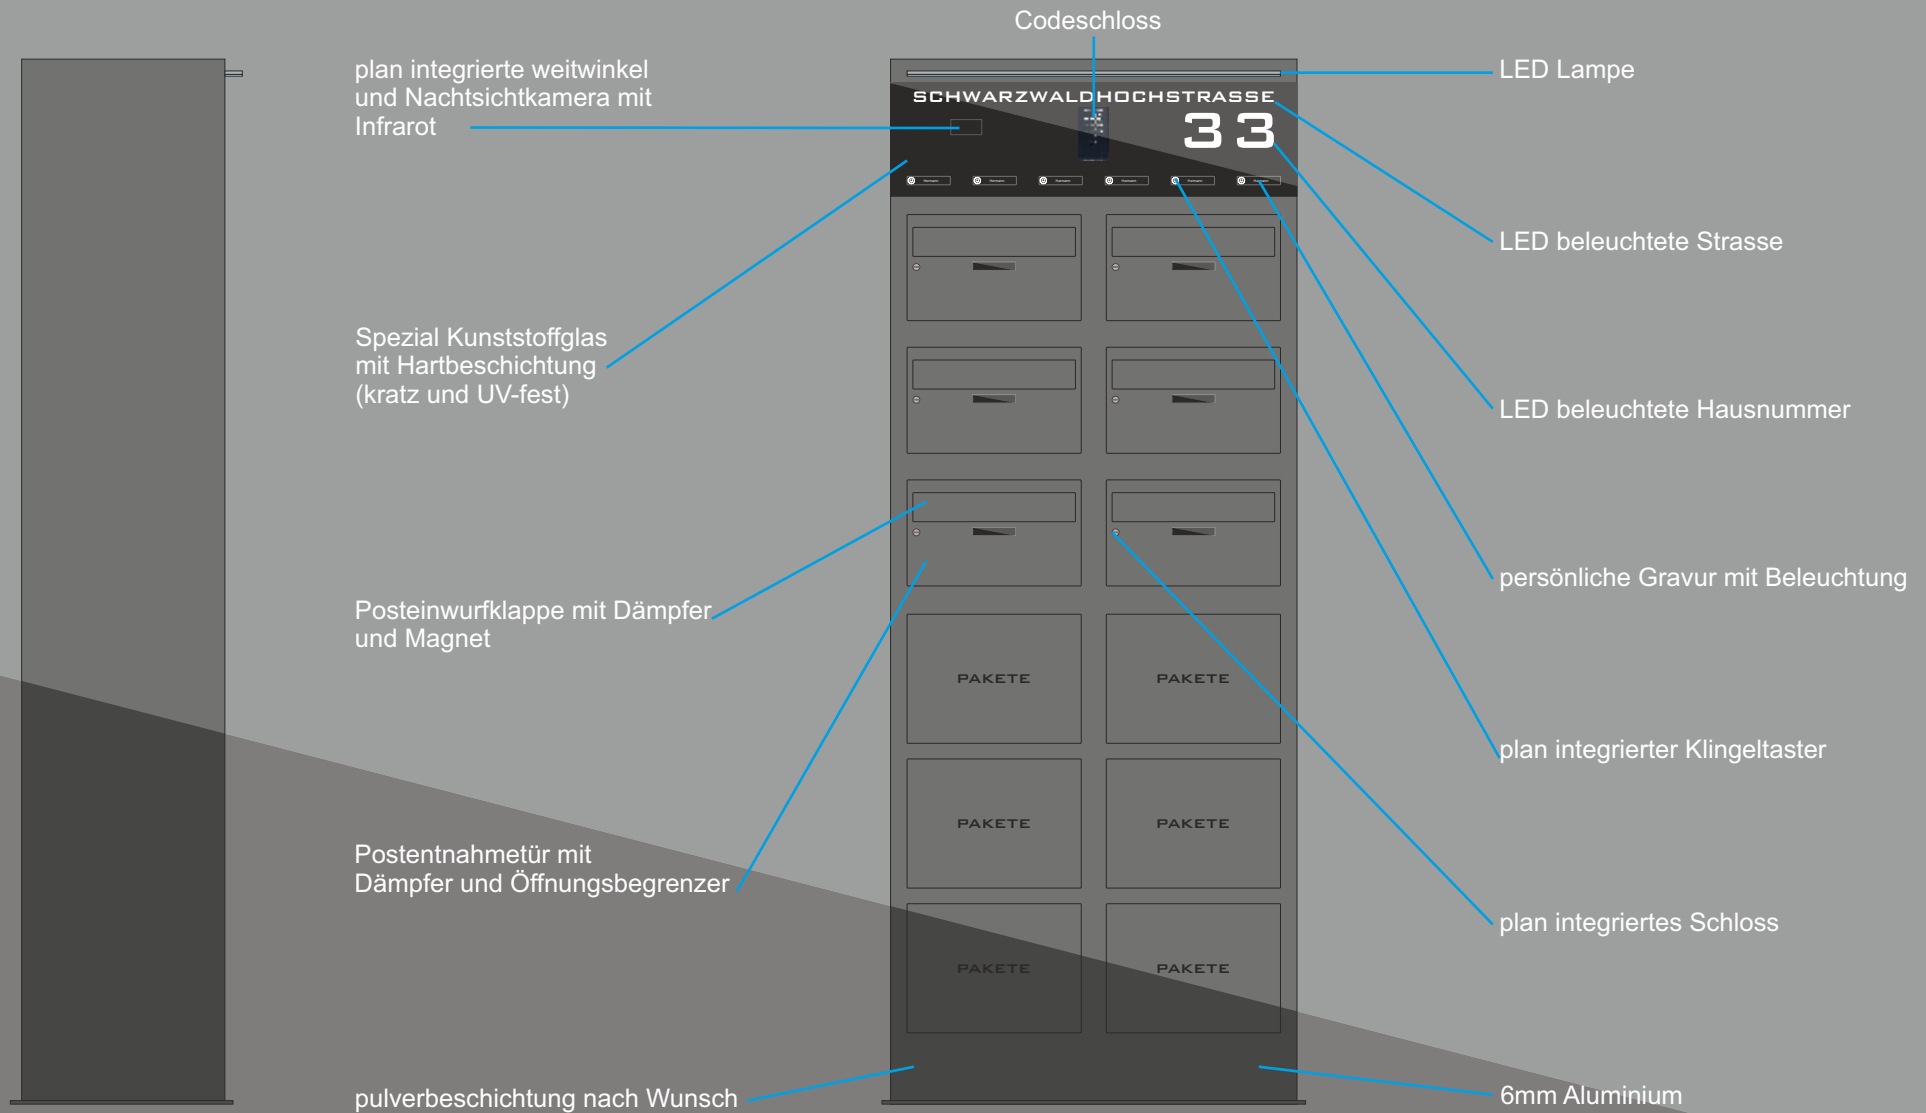 Codeschloss
plan integrierte weitwinkel
und Nachtsichtkamera mit
Infrarot
LED Lampe
SCHWARZWALDHOCHSTRASSE
33
LED beleuchtete Strasse
Spezial Kunststoffglas
mit Hartbeschichtung
(kratz und UV-fest)
LED beleuchtete Hausnummer
persönliche Gravur mit Beleuchtung
Posteinwurfklappe mit Dämpfer
und Magnet
PAKETE PAKETE
plan integrierter Klingeltaster
PAKETE PAKETE
Postentnahmetür mit
Dämpfer und Öffnungsbegrenzer
plan integriertes Schloss
PAKETE PAKETE
pulverbeschichtung nach Wunsch
6mm Aluminium